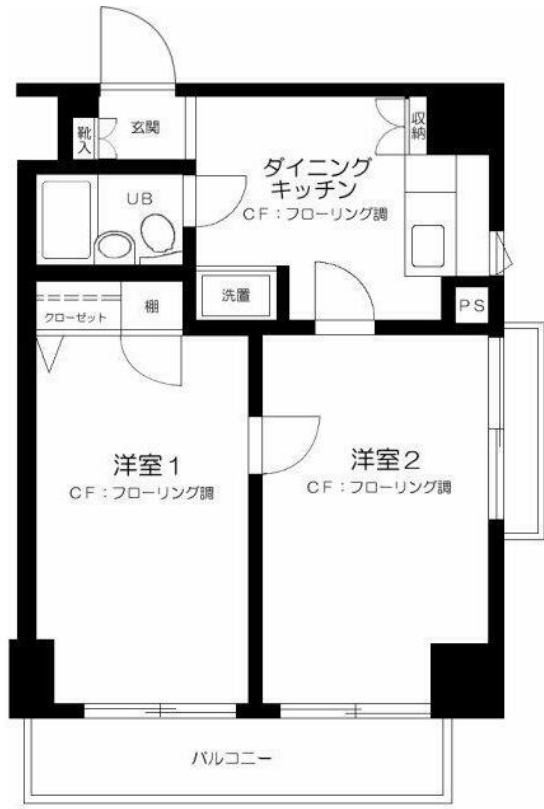 玄関
靴入
収納
ダイニング
キッチン
CF：フローリング調
UB
洗置
PS
クローゼット
棚
洋室1
CF：フローリング調
洋室2
CF：フローリング調
バルコニー